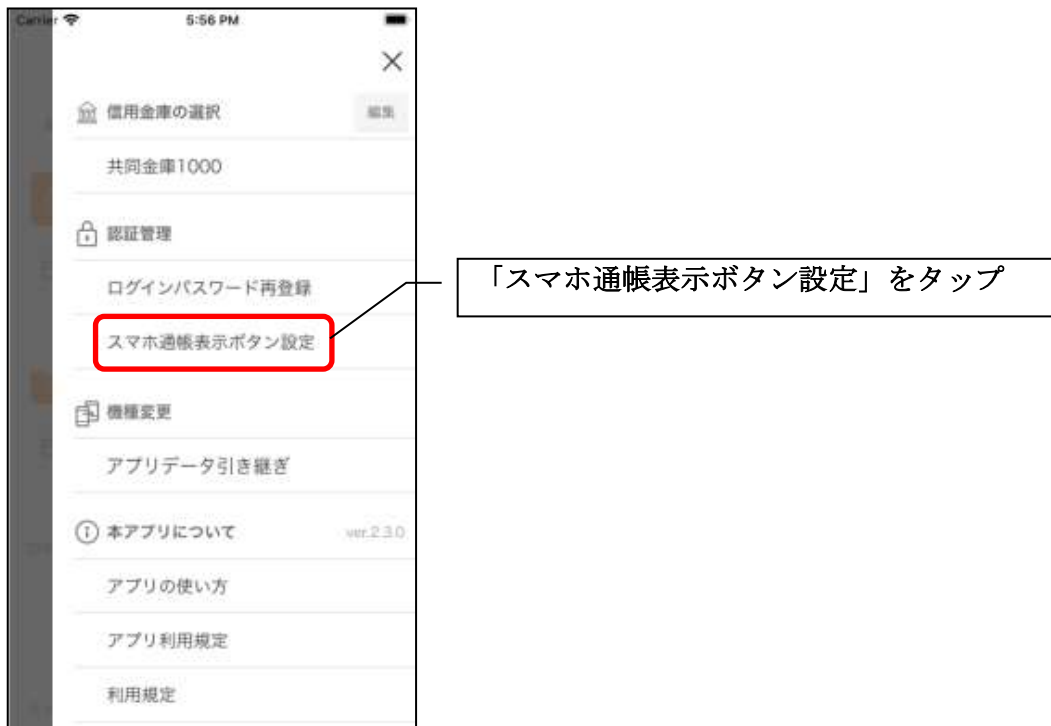 Carrier 5:56 PM
信用金庫の選択 編集
共同金庫1000
認証管理
ログインパスワード再登録
スマホ通帳表示ボタン設定
「スマホ通帳表示ボタン設定」をタップ
機種変更
アプリデータ引き継ぎ
本アプリについて ver.2.3.0
アプリの使い方
アプリ利用規定
利用規定